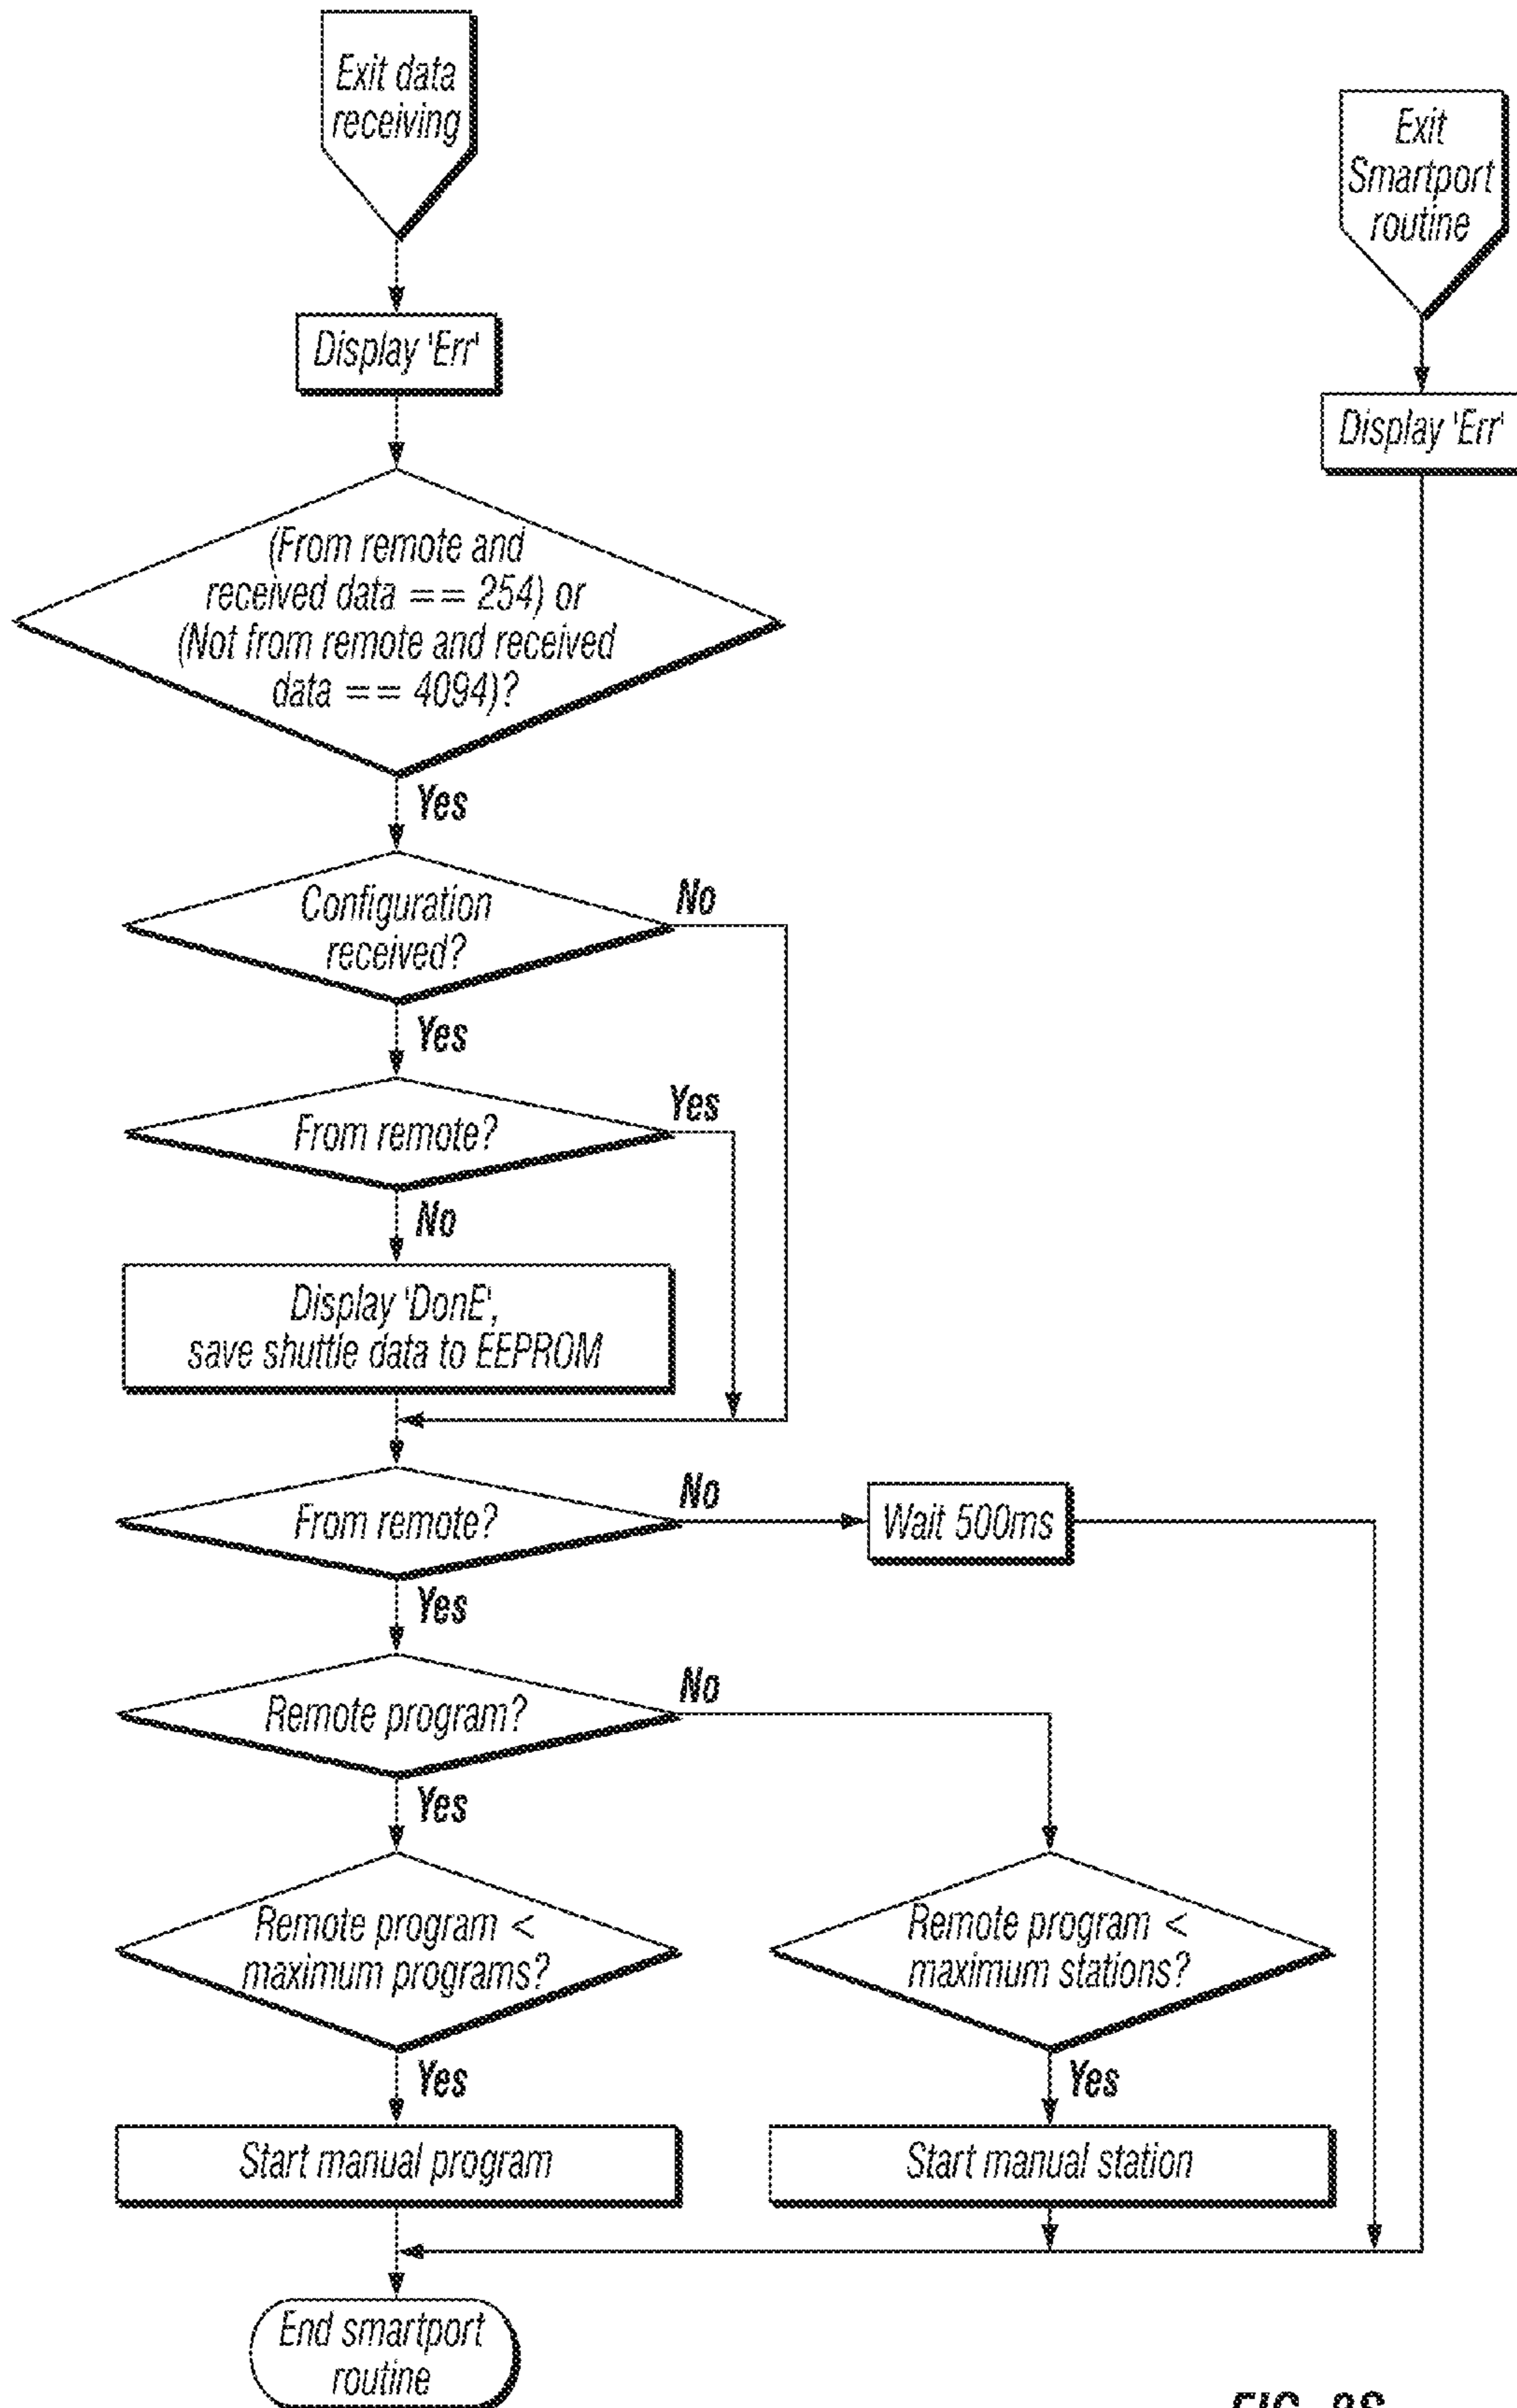 Exit data
receiving
Exit
Smartport
routine
Display 'Err'
Display 'Err'
(From remote and
received data == 254) or
(Not from remote and received
data == 4094)?
Yes
Configuration
received?
No
Yes
From remote?
Yes
No
Display 'DonE',
save shuttle data to EEPROM
From remote?
No
Wait 500ms
Yes
Remote program?
No
Yes
Remote program <
maximum programs?
Remote program <
maximum stations?
Yes
Yes
Start manual program
Start manual station
End smartport
routine